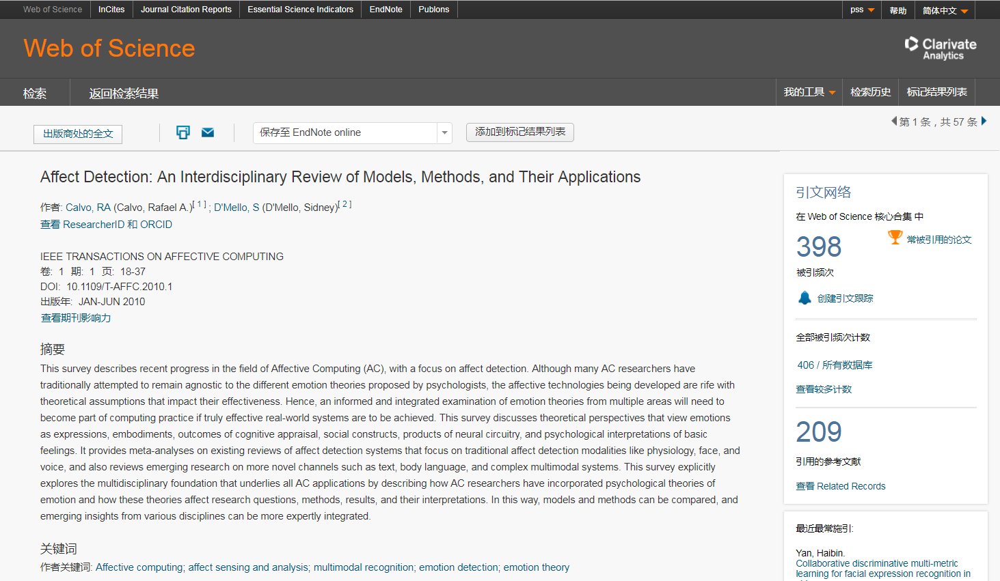 Web of Science InCites Journal Citation Reports Essential Science Indicators EndNote Publons pss 帮助 简体中文
Web of Science
Clarivate
Analytics
检索 返回检索结果 我的工具 检索历史 标记结果列表
出版商处的全文 保存至 EndNote online 添加到标记结果列表 第 1 条，共 57 条
Affect Detection: An Interdisciplinary Review of Models, Methods, and Their Applications
作者: Calvo, RA (Calvo, Rafael A.)[ 1 ] ; D'Mello, S (D'Mello, Sidney)[ 2 ]
查看 ResearcherID 和 ORCID
IEEE TRANSACTIONS ON AFFECTIVE COMPUTING
卷: 1 期: 1 页: 18-37
DOI: 10.1109/T-AFFC.2010.1
出版年: JAN-JUN 2010
查看期刊影响力
摘要
This survey describes recent progress in the field of Affective Computing (AC), with a focus on affect detection. Although many AC researchers have
traditionally attempted to remain agnostic to the different emotion theories proposed by psychologists, the affective technologies being developed are rife with
theoretical assumptions that impact their effectiveness. Hence, an informed and integrated examination of emotion theories from multiple areas will need to
become part of computing practice if truly effective real-world systems are to be achieved. This survey discusses theoretical perspectives that view emotions
as expressions, embodiments, outcomes of cognitive appraisal, social constructs, products of neural circuitry, and psychological interpretations of basic
feelings. It provides meta-analyses on existing reviews of affect detection systems that focus on traditional affect detection modalities like physiology, face, and
voice, and also reviews emerging research on more novel channels such as text, body language, and complex multimodal systems. This survey explicitly
explores the multidisciplinary foundation that underlies all AC applications by describing how AC researchers have incorporated psychological theories of
emotion and how these theories affect research questions, methods, results, and their interpretations. In this way, models and methods can be compared, and
emerging insights from various disciplines can be more expertly integrated.
关键词
作者关键词: Affective computing; affect sensing and analysis; multimodal recognition; emotion detection; emotion theory
引文网络
在 Web of Science 核心合集 中
398
常被引用的论文
被引频次
创建引文跟踪
全部被引频次计数
406 / 所有数据库
查看较多计数
209
引用的参考文献
查看 Related Records
最近最常施引:
Yan, Haibin.
Collaborative discriminative multi-metric
learning for facial expression recognition in